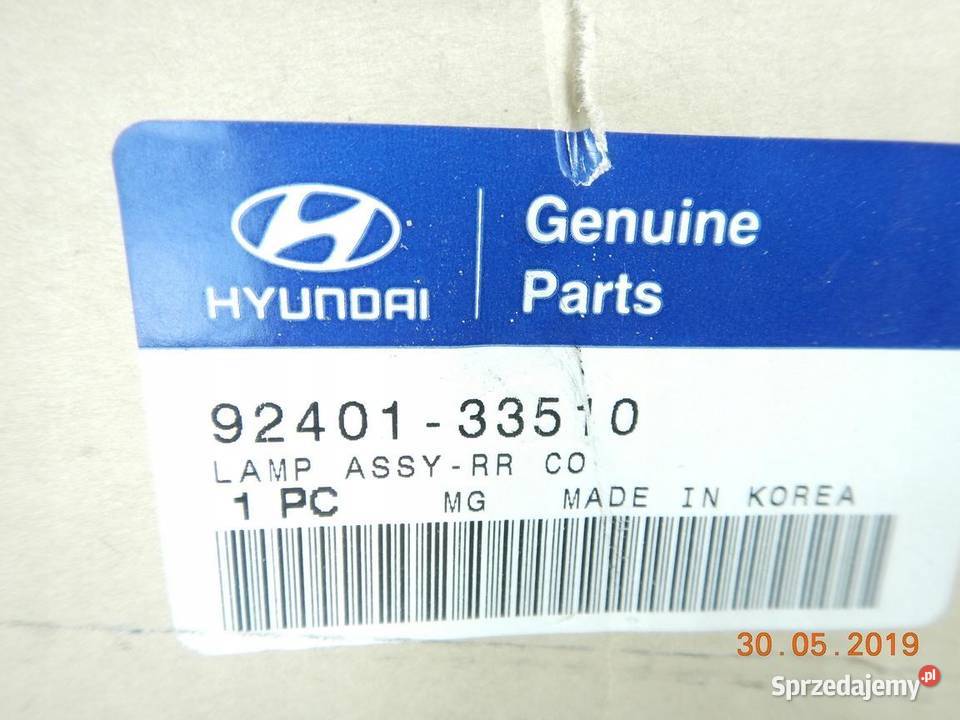 HYUNDAI
Genuine
Parts
92401-33510
LAMP ASSY-RR CO
1 PC MG MADE IN KOREA
30.05.2019
Sprzedajemy.pl